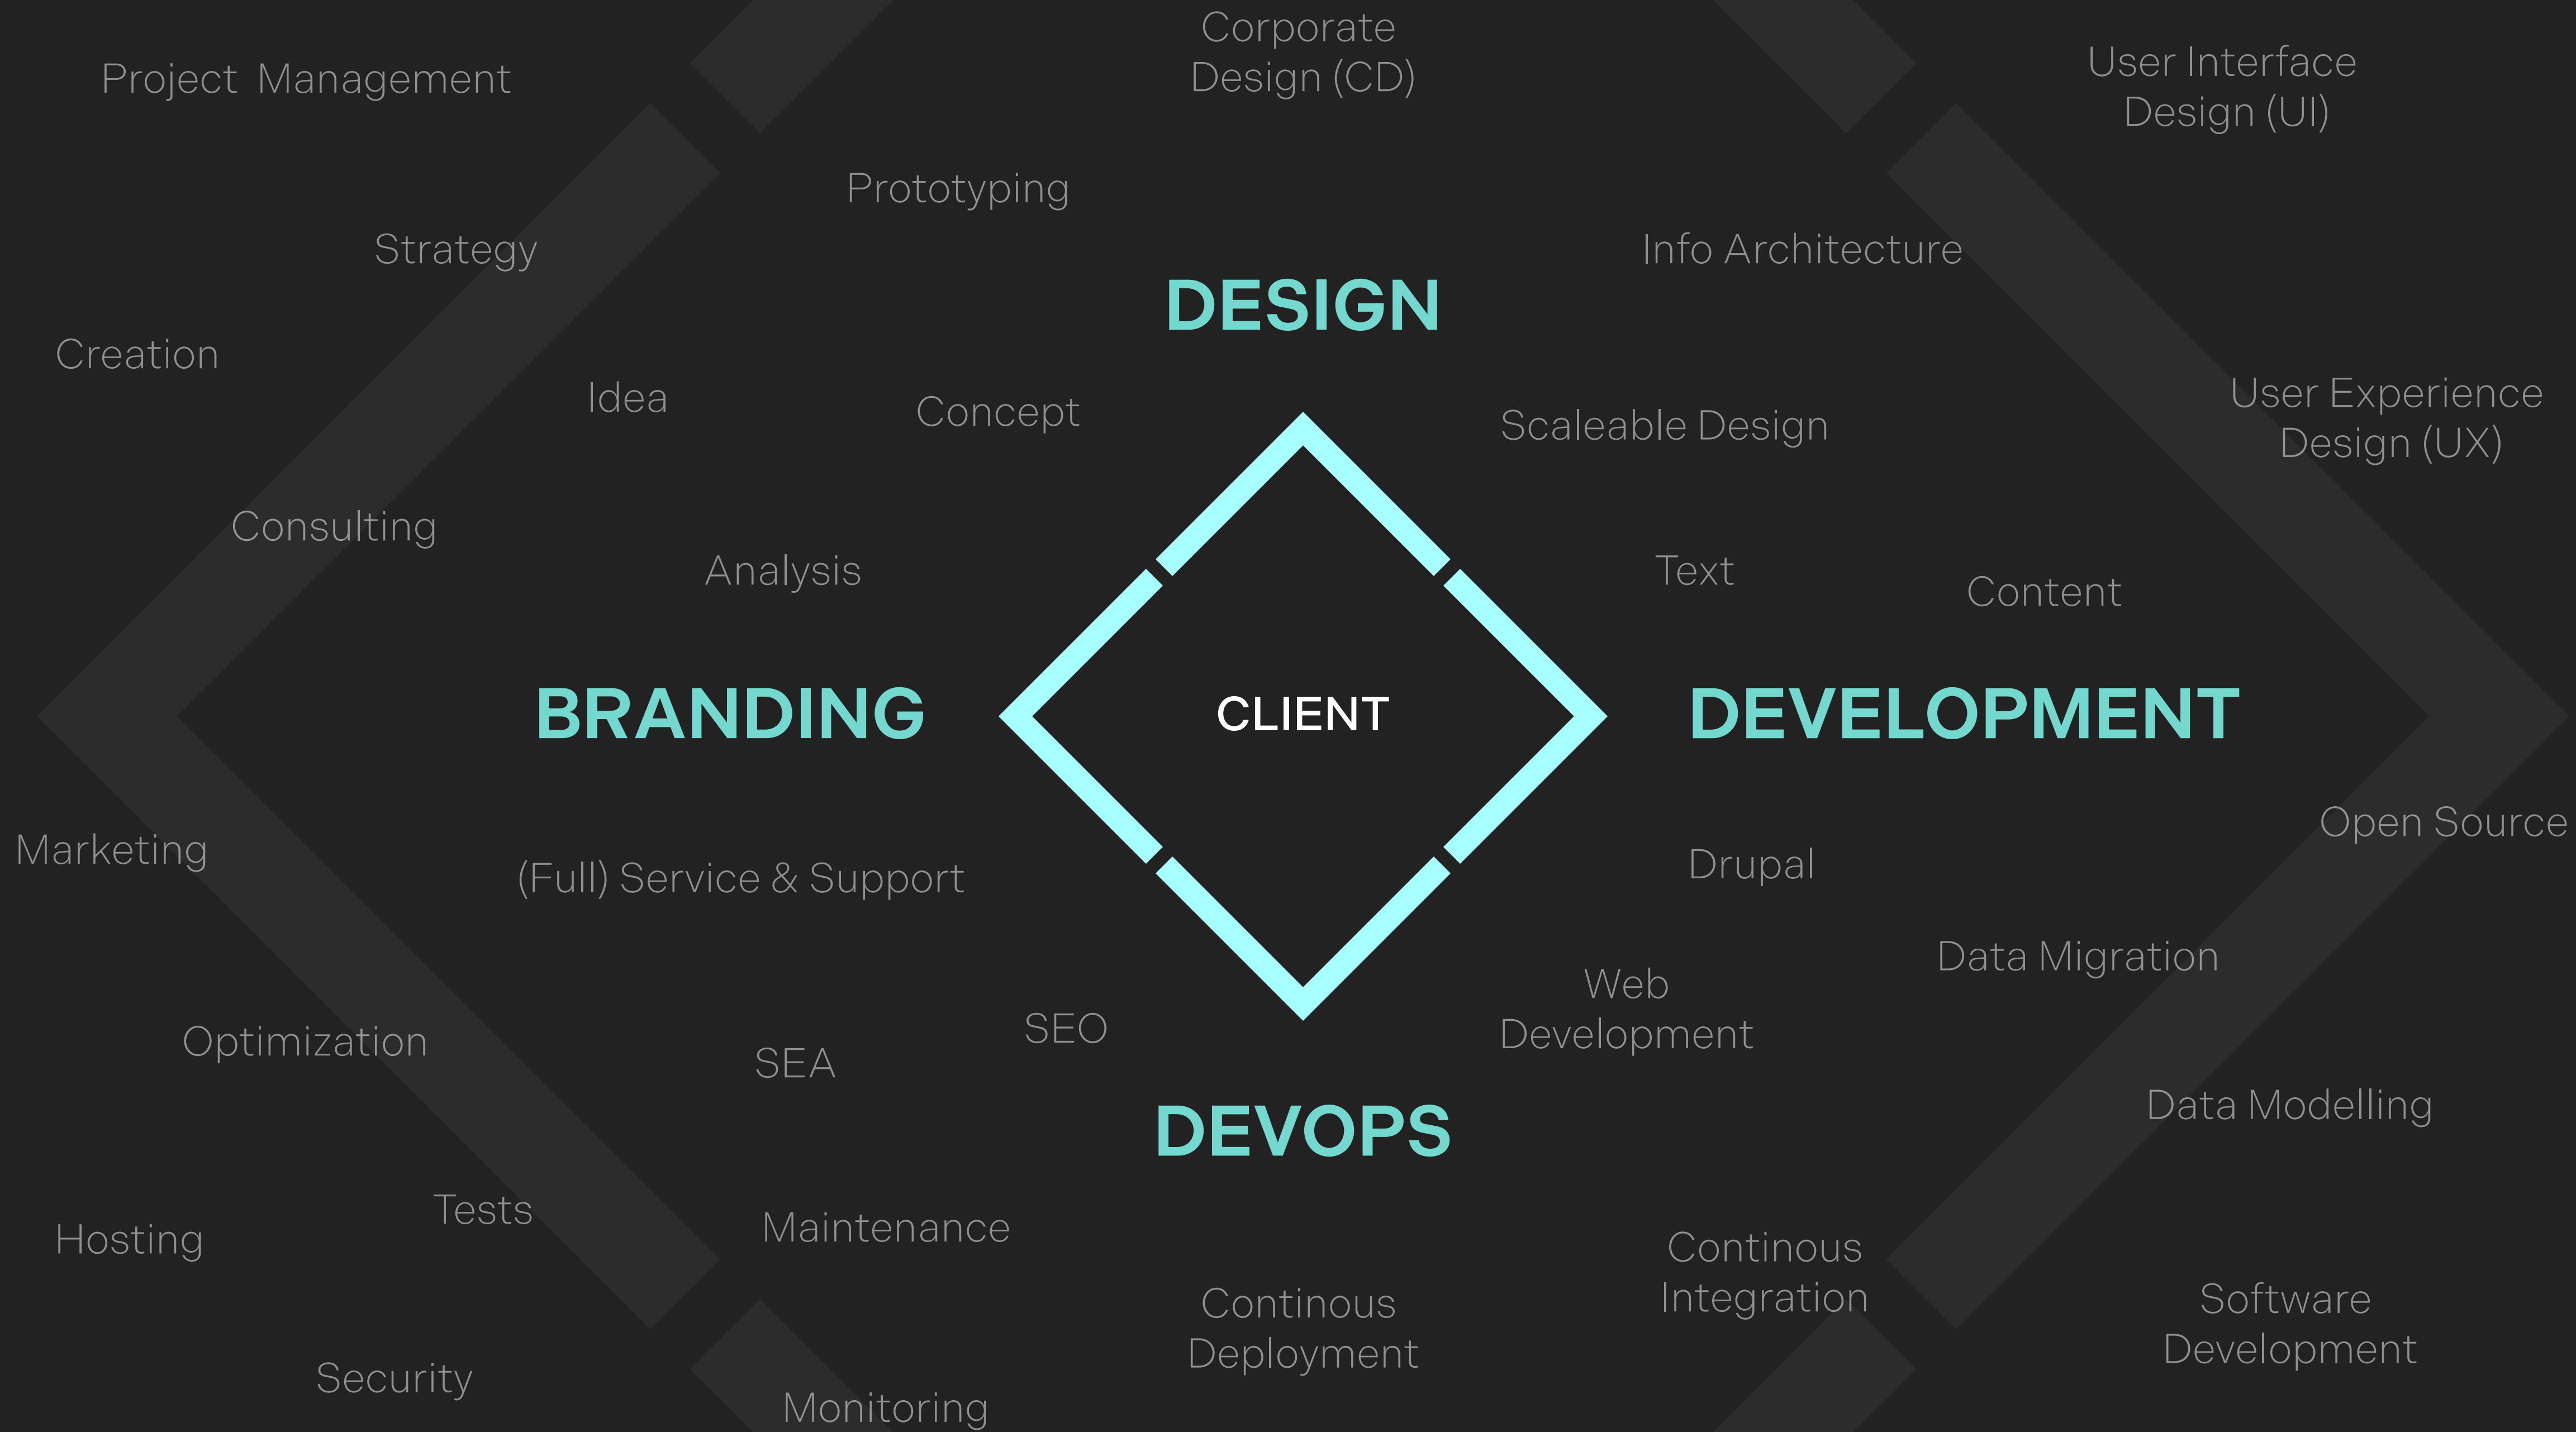 Corporate
Design (CD)
Project  Management
User Interface
Design (UI)
Prototyping
Strategy
Info Architecture
DESIGN
Creation
Idea
Concept
Scaleable Design
User Experience
Design (UX)
Consulting
Analysis
Text
Content
BRANDING
CLIENT
DEVELOPMENT
Marketing
(Full) Service & Support
Drupal
Open Source
Data Migration
Web
Development
Optimization
SEA
SEO
DEVOPS
Data Modelling
Hosting
Tests
Maintenance
Continous
Integration
Continous
Deployment
Software
Development
Security
Monitoring